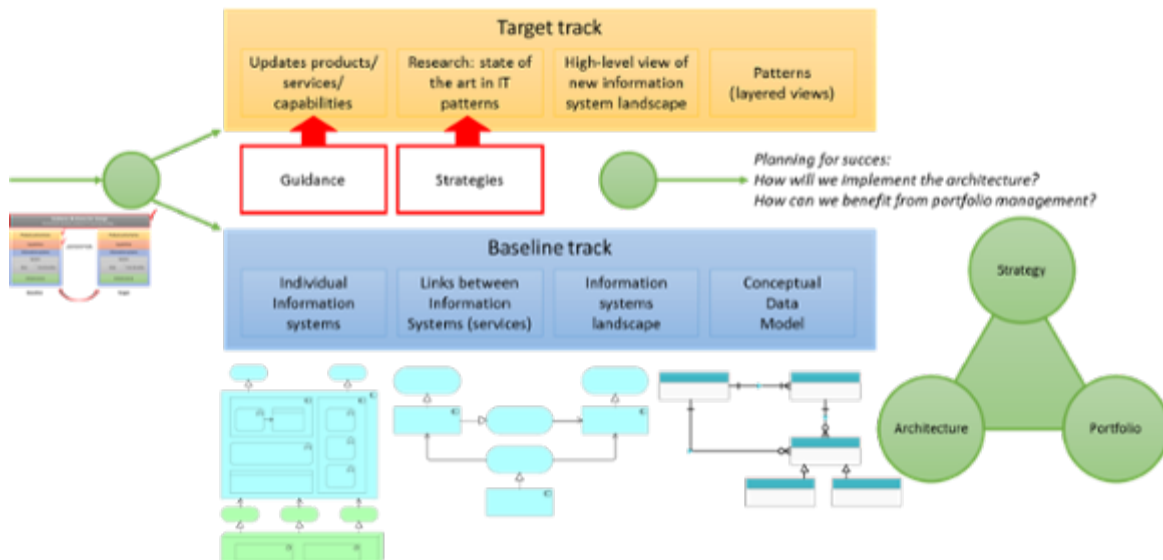 Target track
Updates products/
services/
capabilities
Research: state of
the art in IT
patterns
High-level view of
new information
system landscape
Patterns
(layered views)
Guidance
Strategies
Planning for succes:
How will we implement the architecture?
How can we benefit from portfolio management?
Baseline track
Individual
Information
systems
Links between
Information
Systems (services)
Information
systems
landscape
Conceptual
Data
Model
Strategy
Architecture
Portfolio
Baseline
Target